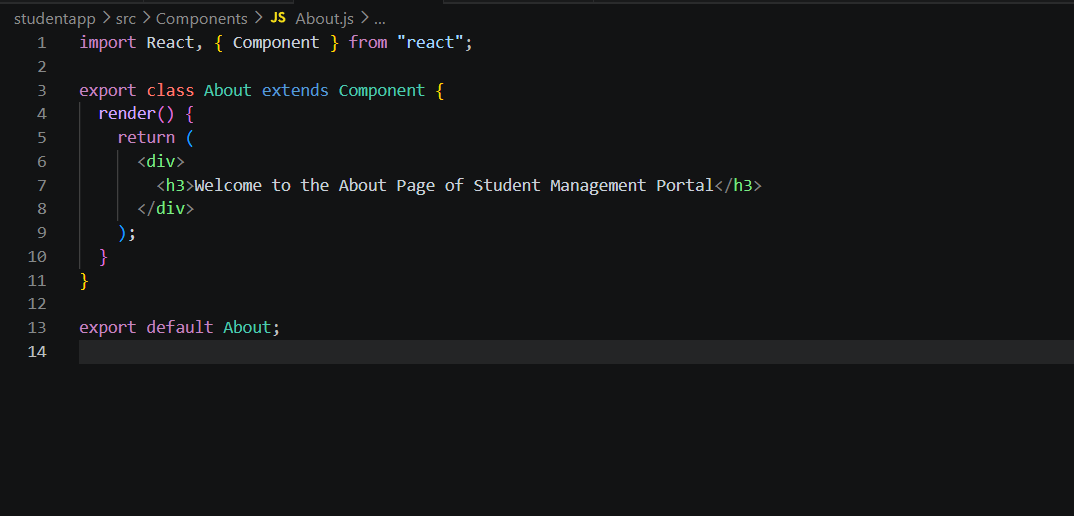 studentapp > src > Components > JS About.js > ...
1 import React, { Component } from "react";
2
3 export class About extends Component {
4   render() {
5     return (
6       <div>
7         <h3>Welcome to the About Page of Student Management Portal</h3>
8       </div>
9     );
10   }
11 }
12
13 export default About;
14